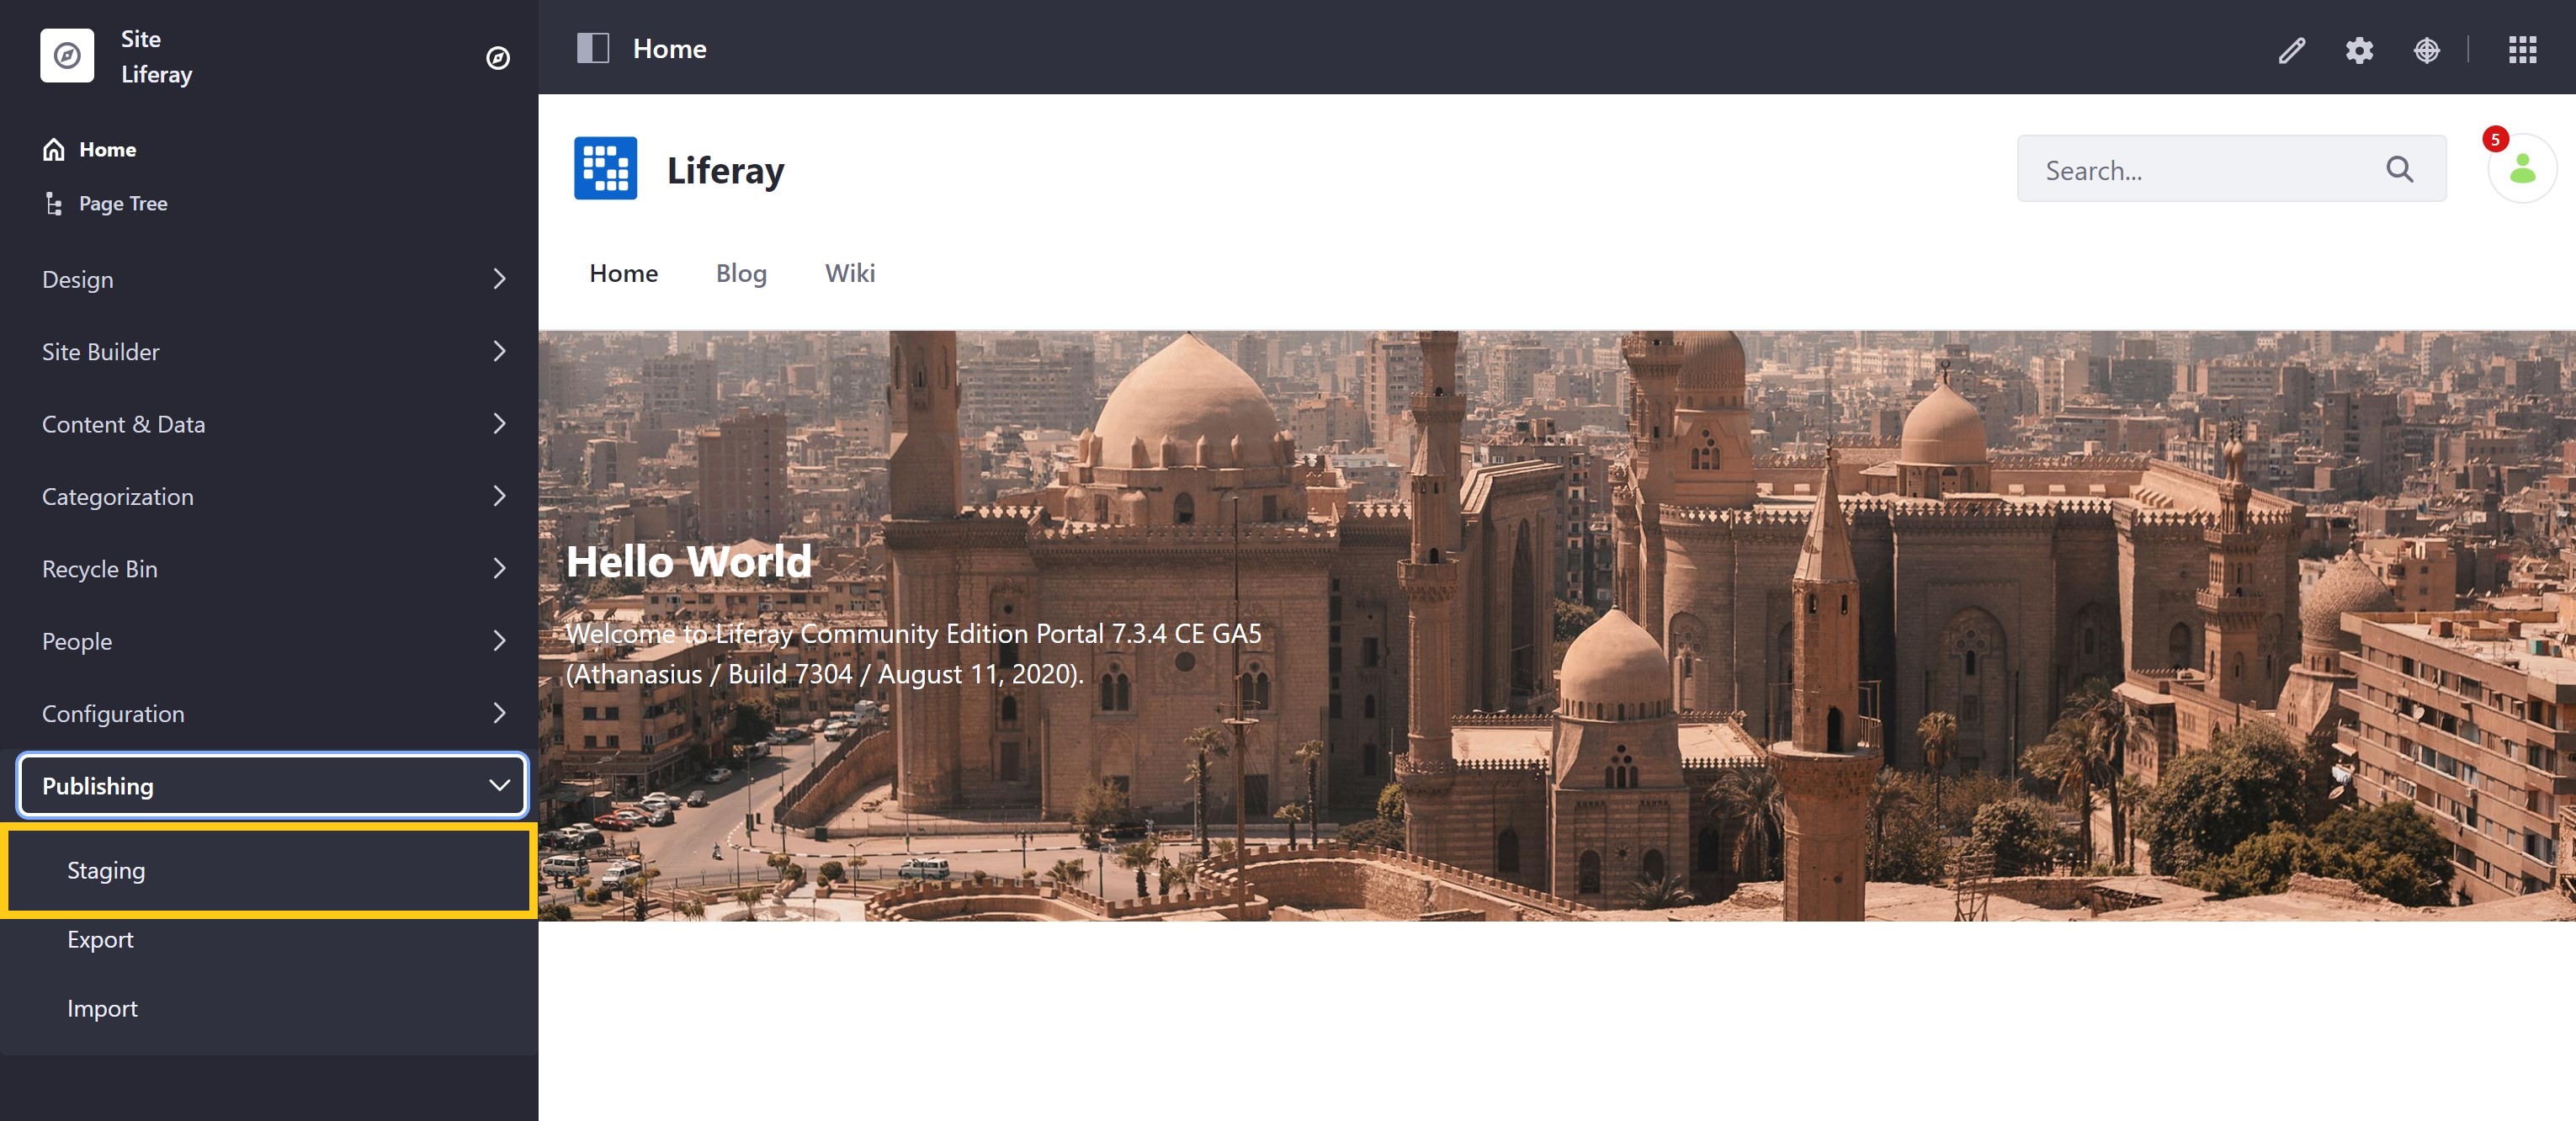 Site
Liferay
Home
Page Tree
Design
Site Builder
Content & Data
Categorization
Recycle Bin
People
Configuration
Publishing
Staging
Export
Import
Home
Liferay
Search...
5
Home Blog Wiki
Hello World
Welcome to Liferay Community Edition Portal 7.3.4 CE GA5
(Athanasius / Build 7304 / August 11, 2020).